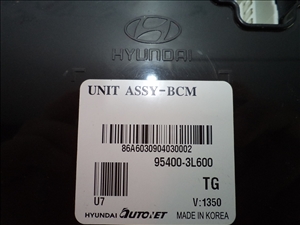 HYUNDAI
UNIT ASSY-BCM
86A6030904030002
95400-3L600
TG
U7 V:1350
HYUNDAI AUTONET MADE IN KOREA